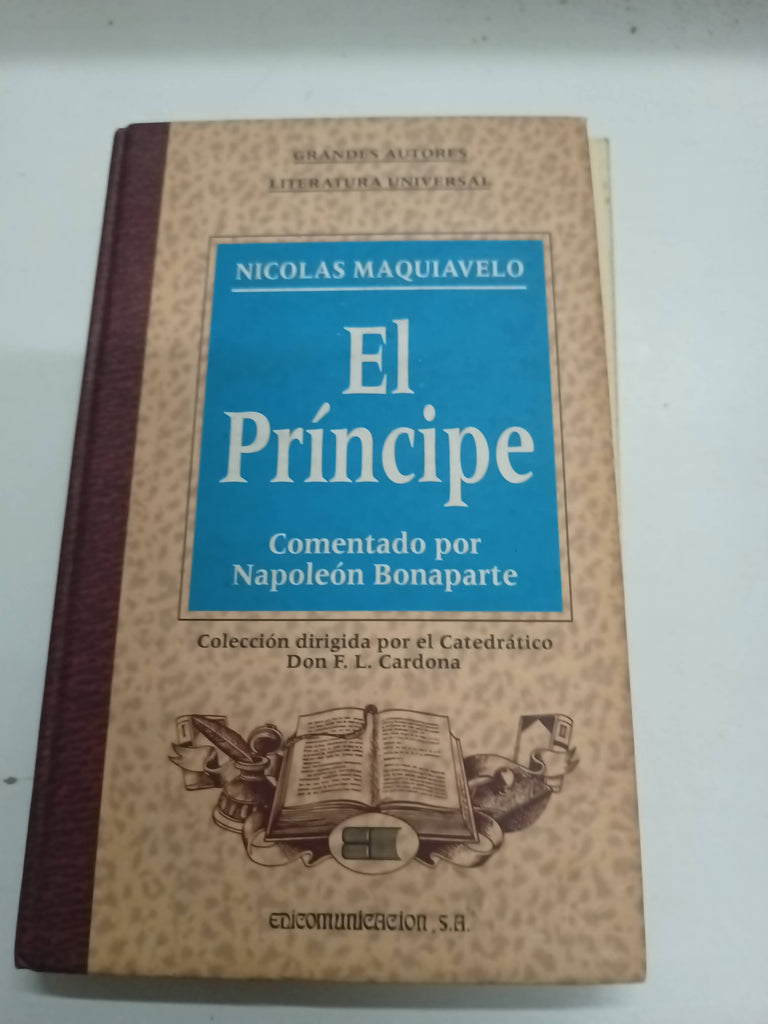 GRANDES AUTORES
LITERATURA UNIVERSAL
NICOLAS MAQUIAVELO
El
Príncipe
Comentado por
Napoleón Bonaparte
Colección dirigida por el Catedrático
Don F. L. Cardona
EDICOMUNICACION, S.A.